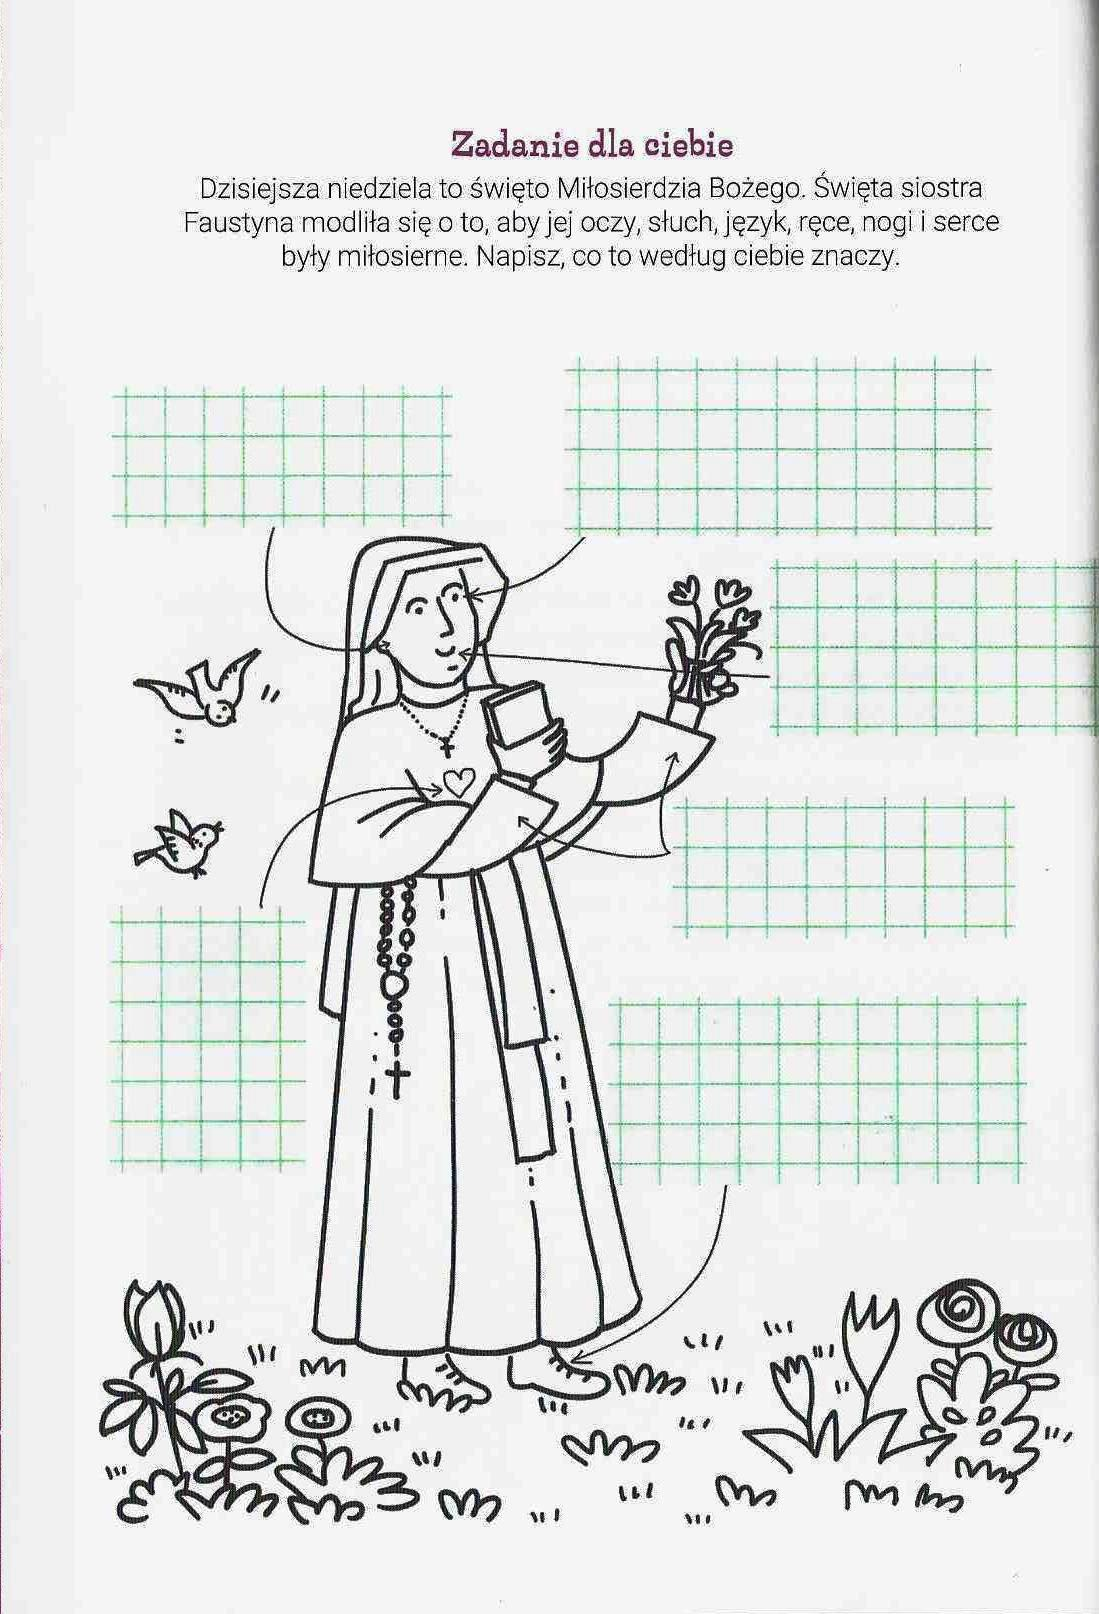 Zadanie dla ciebie
Dzisiejsza niedziela to święto Miłosierdzia Bożego. Święta siostra
Faustyna modliła się o to, aby jej oczy, słuch, język, ręce, nogi i serce
były miłosierne. Napisz, co to według ciebie znaczy.